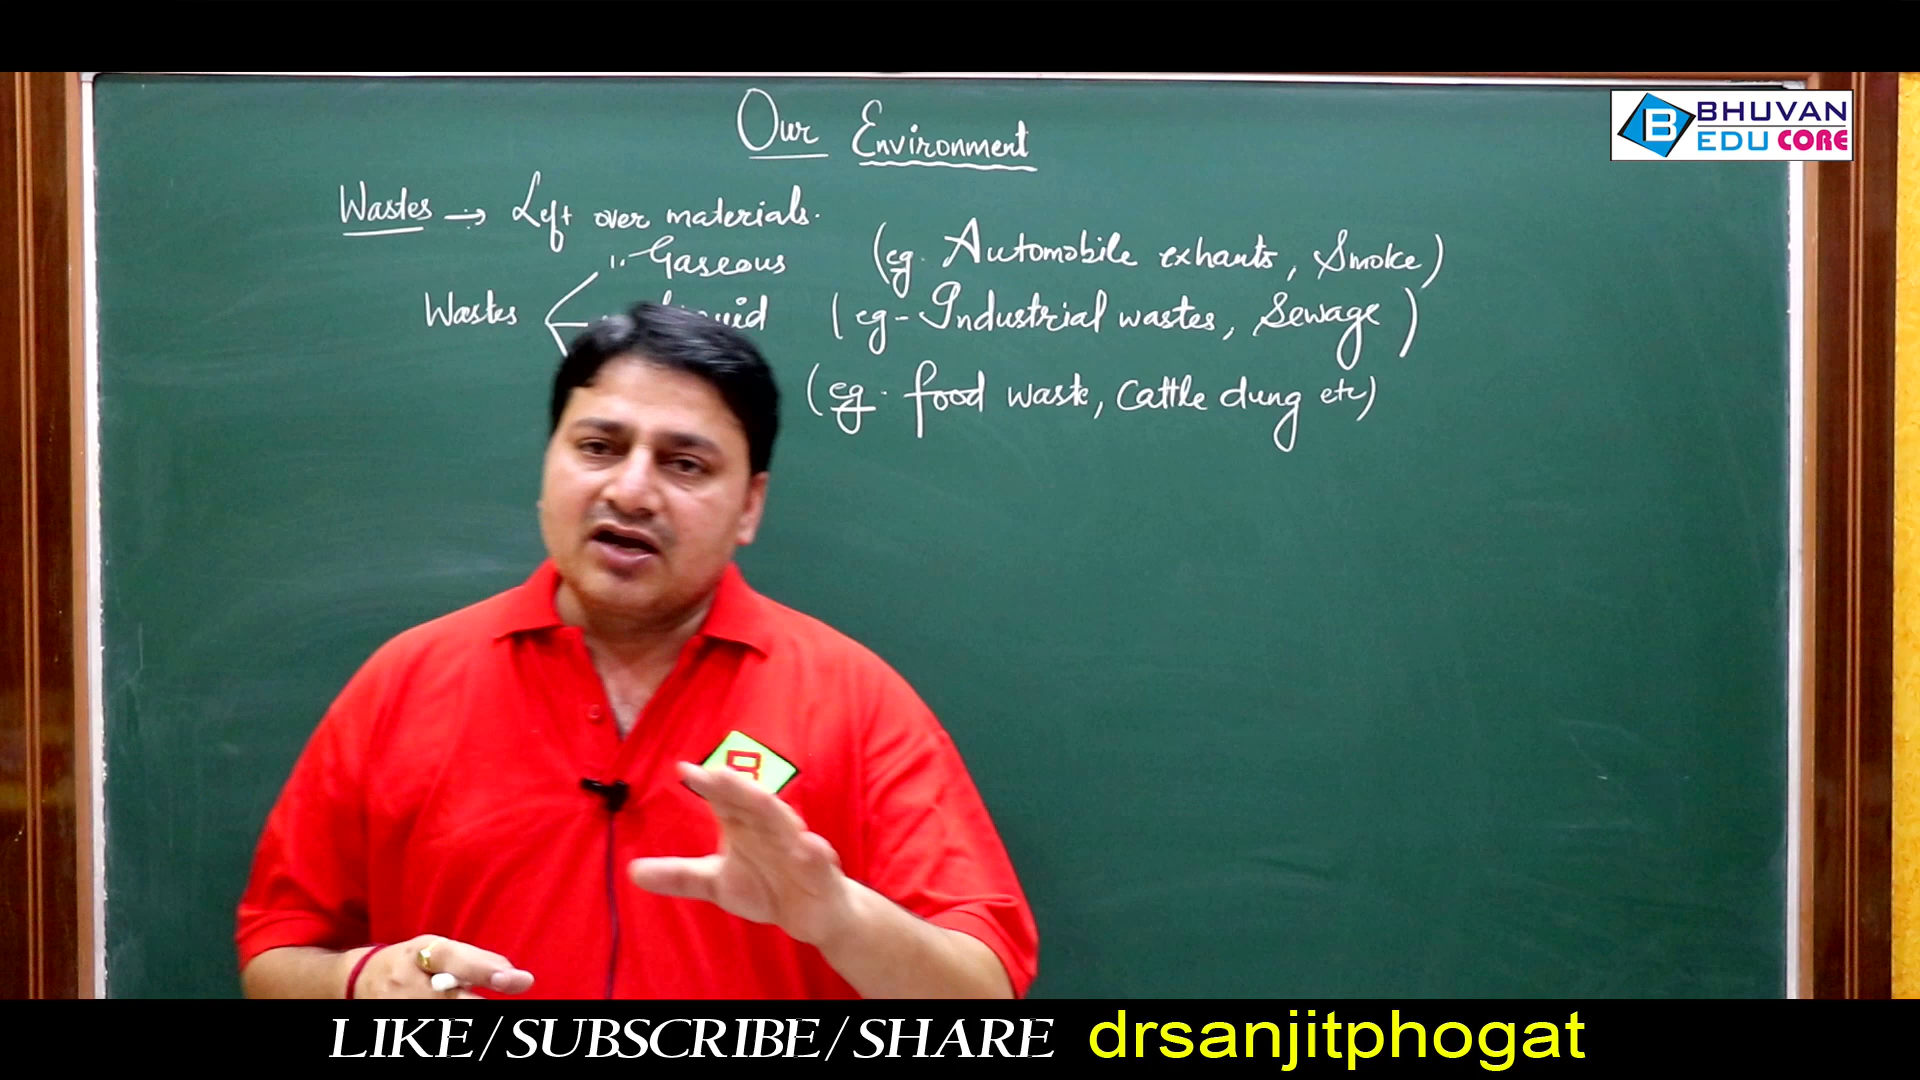 Our Environment
BHUVAN
EDU CORE
Wastes → Left over materials.
Gaseous (eg. Automobile exhauts, Smoke)
Wastes (eg- Industrial wastes, Sewage)
(eg. food waste, Cattle dung etc)
B
LIKE/SUBSCRIBE/SHARE drsanjitphogat